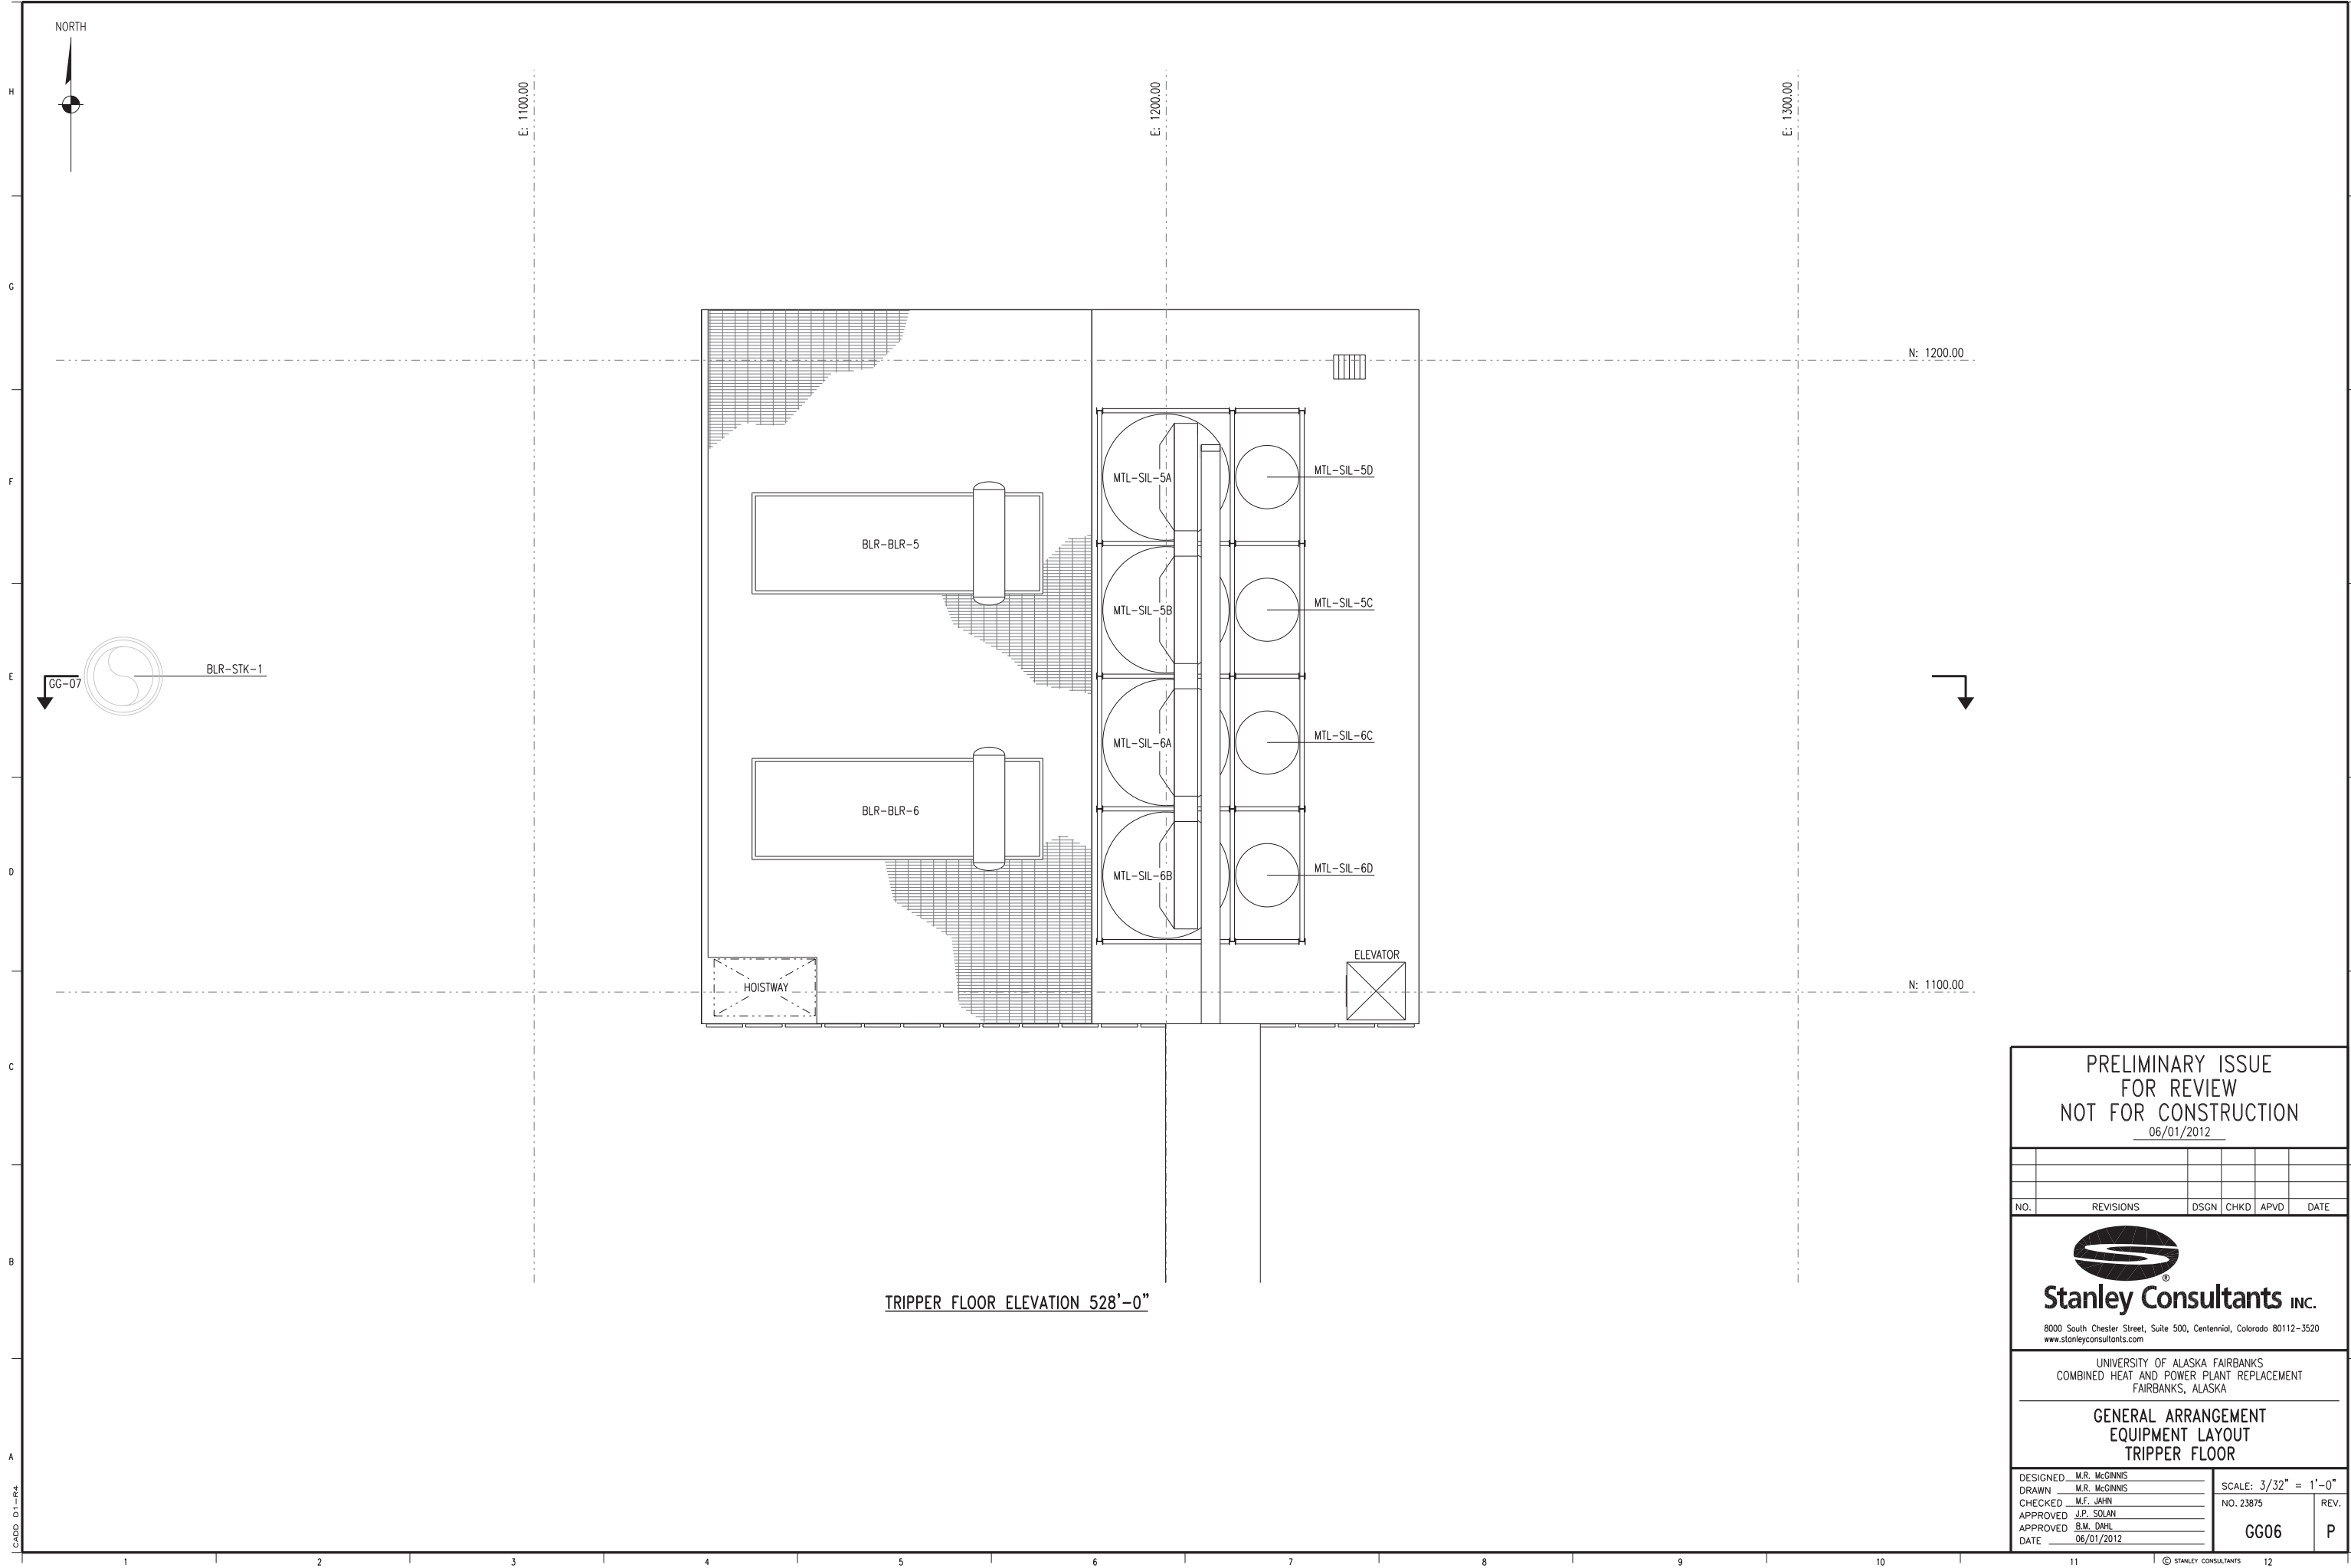 NORTH
H
G
F
E
D
C
B
A
E: 1100.00
E: 1200.00
E: 1300.00
N: 1200.00
MTL-SIL-5A
MTL-SIL-5D
BLR-BLR-5
MTL-SIL-5B
MTL-SIL-5C
BLR-STK-1
GG-07
MTL-SIL-6A
MTL-SIL-6C
BLR-BLR-6
MTL-SIL-6B
MTL-SIL-6D
ELEVATOR
HOISTWAY
N: 1100.00
TRIPPER FLOOR ELEVATION 528'-0"
PRELIMINARY ISSUE
FOR REVIEW
NOT FOR CONSTRUCTION
06/01/2012
NO. REVISIONS DSGN CHKD APVD DATE
®
Stanley Consultants INC.
8000 South Chester Street, Suite 500, Centennial, Colorado 80112-3520
www.stanleyconsultants.com
UNIVERSITY OF ALASKA FAIRBANKS
COMBINED HEAT AND POWER PLANT REPLACEMENT
FAIRBANKS, ALASKA
GENERAL ARRANGEMENT
EQUIPMENT LAYOUT
TRIPPER FLOOR
DESIGNED M.R. McGINNIS
DRAWN M.R. McGINNIS
CHECKED M.F. JAHN
APPROVED J.P. SOLAN
APPROVED B.M. DAHL
DATE 06/01/2012
SCALE: 3/32" = 1'-0"
NO. 23875
REV.
GG06
P
CADD D1-R4
1 2 3 4 5 6 7 8 9 10 11 © STANLEY CONSULTANTS 12